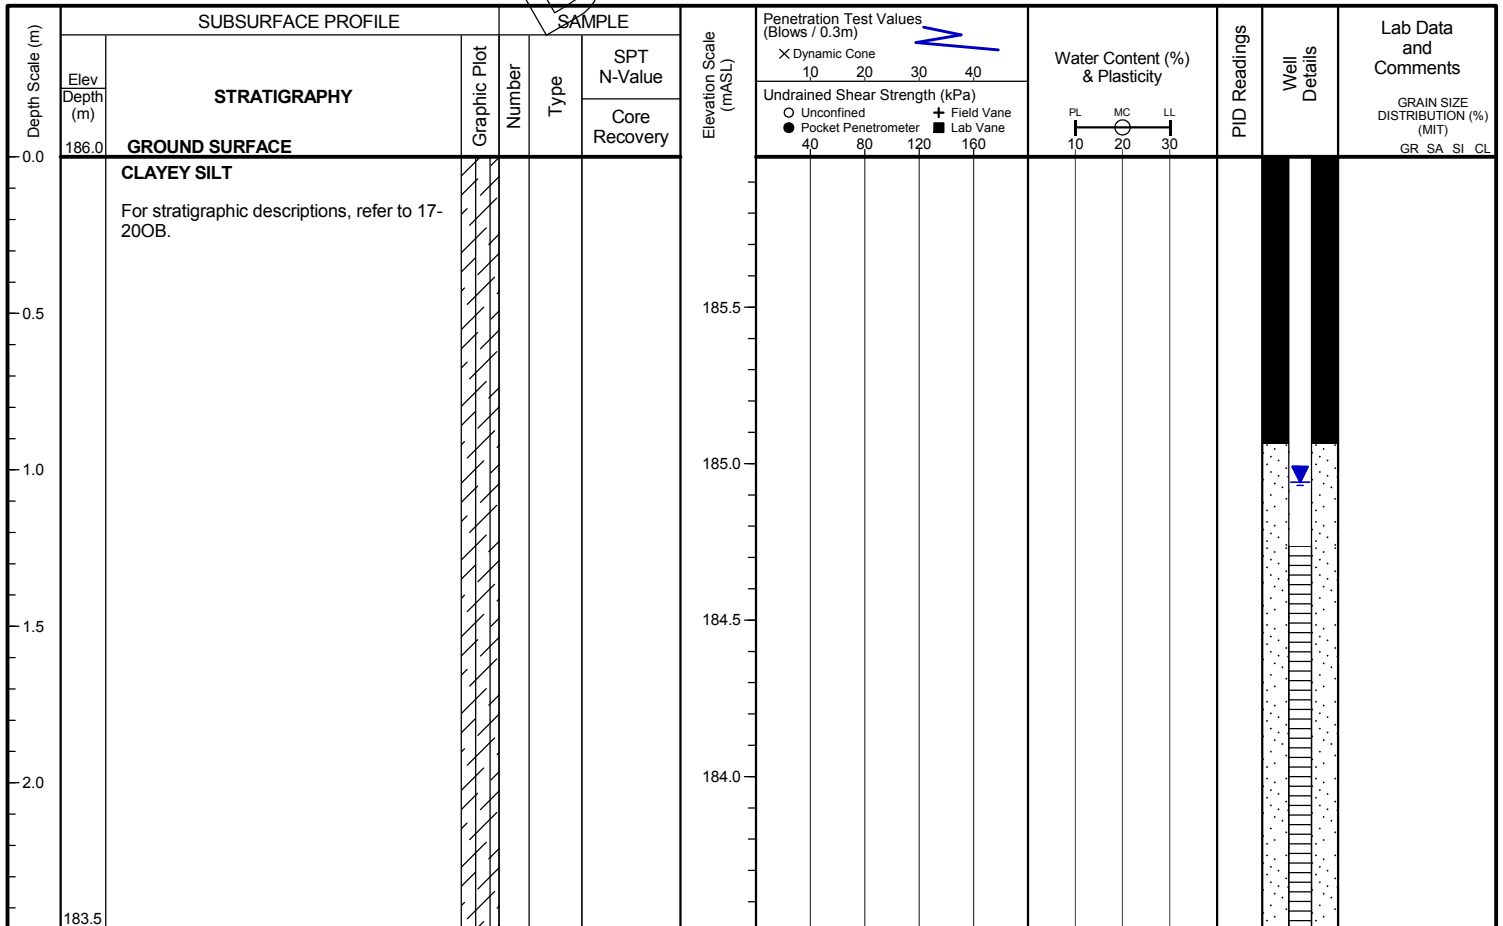 SUBSURFACE PROFILE
SAMPLE
Depth Scale (m)
Elev
Depth
(m)
STRATIGRAPHY
Graphic Plot
Number
Type
SPT
N-Value
Core
Recovery
Elevation Scale
(mASL)
Penetration Test Values
(Blows / 0.3m)
X Dynamic Cone
10 20 30 40
Undrained Shear Strength (kPa)
Unconfined + Field Vane
Pocket Penetrometer Lab Vane
40 80 120 160
Water Content (%)
& Plasticity
PL MC LL
10 20 30
PID Readings
Well
Details
Lab Data
and
Comments
GRAIN SIZE
DISTRIBUTION (%)
(MIT)
GR SA SI CL
186.0 GROUND SURFACE
0.0
CLAYEY SILT
For stratigraphic descriptions, refer to 17-
20OB.
0.5
1.0
1.5
2.0
183.5
185.5
185.0
184.5
184.0